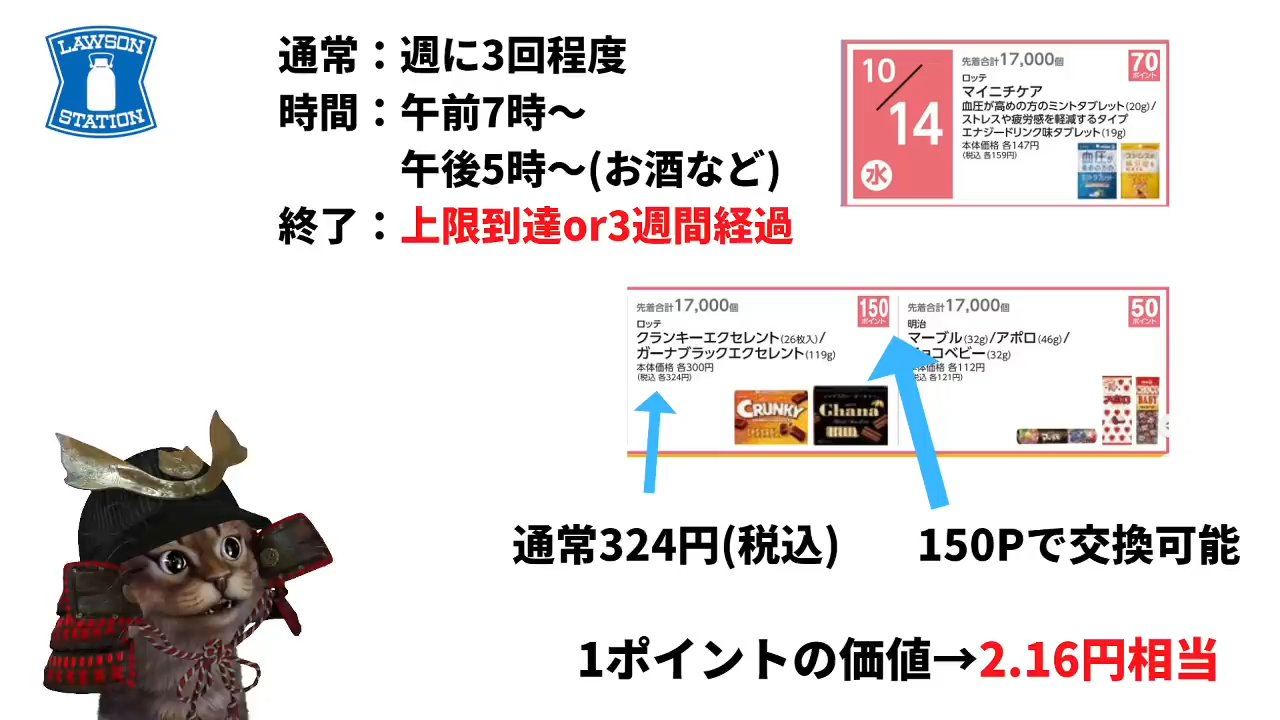 LAWSON
STATION
通常：週に3回程度
時間：午前7時〜
午後5時〜(お酒など)
終了：上限到達or3週間経過
10/14
水
先着合計17,000個
70
ポイント
ロッテ
マイニチケア
血圧が高めの方のミントタブレット(20g)/
ストレスや疲労感を軽減するタイプ
エナジードリンク味タブレット(19g)
本体価格 各147円
(税込 各159円)
先着合計17,000個
150
ポイント
ロッテ
クランキーエクセレント(26枚入)/
ガーナブラックエクセレント(119g)
本体価格 各300円
(税込 各324円)
CRUNKY
Ghana
先着合計17,000個
50
ポイント
明治
マーブル(32g)/アポロ(46g)/
ョコベビー(32g)
体価格 各112円
税込 各121円)
アポロ
CHOCO
BABY
通常324円(税込)
150Pで交換可能
1ポイントの価値→2.16円相当